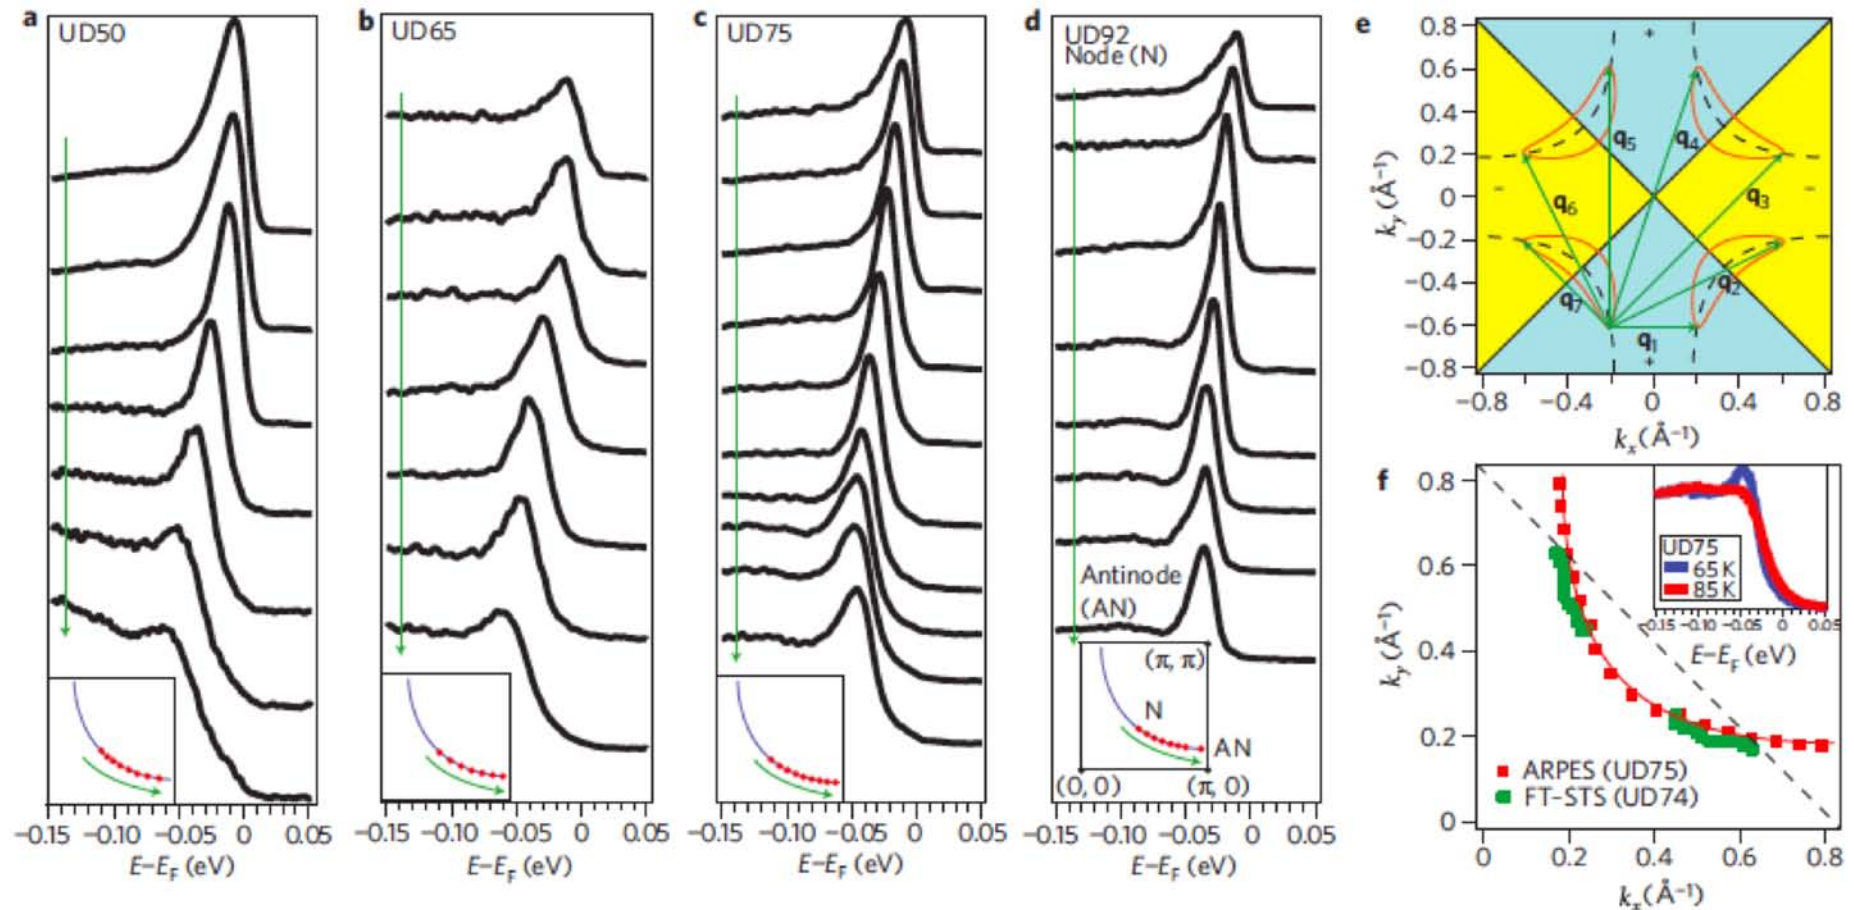 a
UD50
−0.15 −0.10 −0.05 0 0.05
E−E_F (eV)
b
UD65
−0.15 −0.10 −0.05 0 0.05
E−E_F (eV)
c
UD75
−0.15 −0.10 −0.05 0 0.05
E−E_F (eV)
d
UD92
Node (N)
Antinode
(AN)
(π, π)
N
AN
(0, 0) (π, 0)
−0.15 −0.10 −0.05 0 0.05
E−E_F (eV)
e
0.8
0.6
0.4
0.2
0
−0.2
−0.4
−0.6
−0.8
k_y (Å⁻¹)
q₅ q₄
q₆ q₃
q₇ q₂
q₁
−0.8 −0.4 0 0.4 0.8
k_x (Å⁻¹)
f
0.8
0.6
0.4
0.2
0
k_y (Å⁻¹)
UD75
65 K
85 K
−0.15 −0.10 −0.05 0 0.05
E−E_F (eV)
ARPES (UD75)
FT-STS (UD74)
0 0.2 0.4 0.6 0.8
k_x (Å⁻¹)